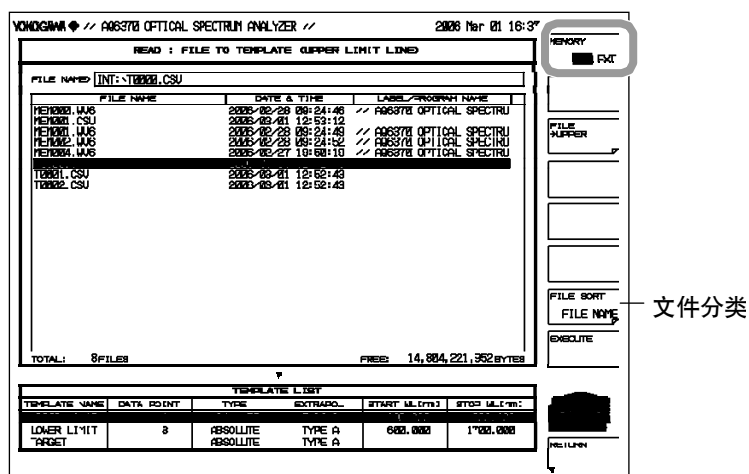 YOKOGAWA ◆ // AQ6370 OPTICAL SPECTRUM ANALYZER // 2006 Mar 01 16:3
READ : FILE TO TEMPLATE (UPPER LIMIT LINE)
MEMORY
EXT
FILE NAME INT:\T0000.CSV
FILE NAME DATE & TIME LABEL/PROGRAM NAME
MEM000.WV6 2006/02/28 09:24:46 // AQ6370 OPTICAL SPECTRU
MEM001.CSV 2006/03/01 12:53:12
MEM001.WV6 2006/02/28 09:24:49 // AQ6370 OPTICAL SPECTRU
MEM002.WV6 2006/02/28 09:24:52 // AQ6370 OPTICAL SPECTRU
MEM004.WV6 2006/02/27 10:50:10 // AQ6370 OPTICAL SPECTRU
T0001.CSV 2006/03/01 12:52:43
T0002.CSV 2006/03/01 12:52:43
FILE
→UPPER
FILE SORT
FILE NAME
文件分类
EXECUTE
TOTAL: 8FILES FREE: 14,804,221,952BYTES
TEMPLATE LIST
TEMPLATE NAME DATA POINT TYPE EXTRAPO_ START WL[nm] STOP WL[nm]
LOWER LIMIT 8 ABSOLUTE TYPE A 600.000 1700.000
TARGET ABSOLUTE TYPE A
RETURN